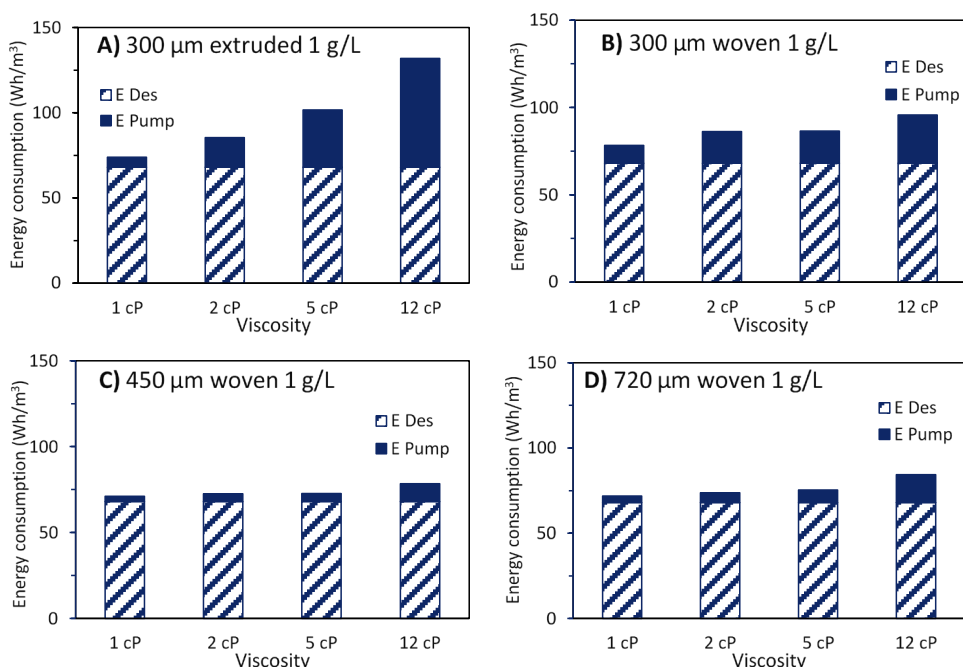 A) 300 µm extruded 1 g/L
Energy consumption (Wh/m³)
150
100
50
0
E Des
E Pump
1 cP 2 cP 5 cP 12 cP
Viscosity
B) 300 µm woven 1 g/L
Energy consumption (Wh/m³)
150
100
50
0
E Des
E Pump
1 cP 2 cP 5 cP 12 cP
Viscosity
C) 450 µm woven 1 g/L
Energy consumption (Wh/m³)
150
100
50
0
E Des
E Pump
1 cP 2 cP 5 cP 12 cP
Viscosity
D) 720 µm woven 1 g/L
Energy consumption (Wh/m³)
150
100
50
0
E Des
E Pump
1 cP 2 cP 5 cP 12 cP
Viscosity